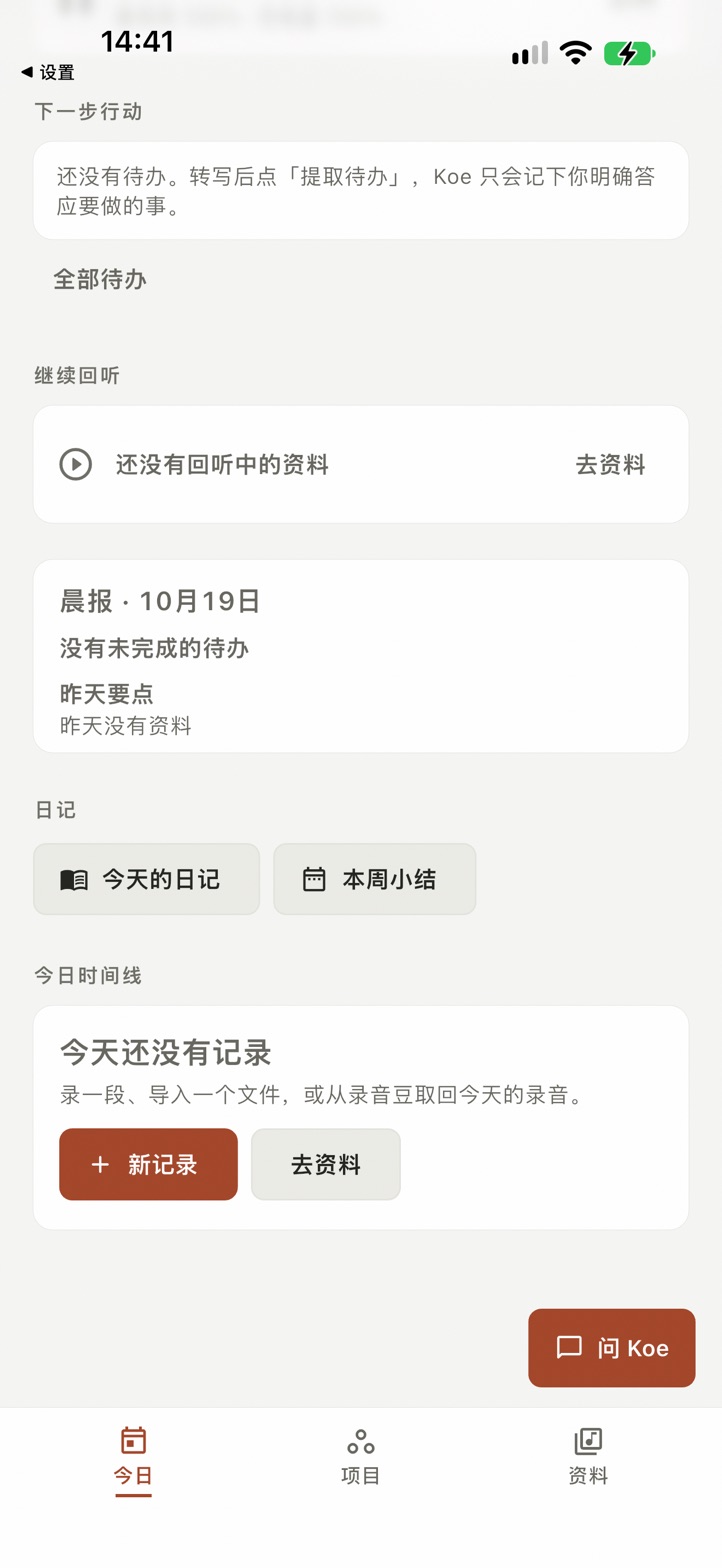 14:41
◀ 设置
下一步行动
还没有待办。转写后点「提取待办」，Koe 只会记下你明确答
应要做的事。
全部待办
继续回听
还没有回听中的资料
去资料
晨报 · 10月19日
没有未完成的待办
昨天要点
昨天没有资料
日记
今天的日记
本周小结
今日时间线
今天还没有记录
录一段、导入一个文件，或从录音豆取回今天的录音。
+ 新记录
去资料
问 Koe
今日
项目
资料